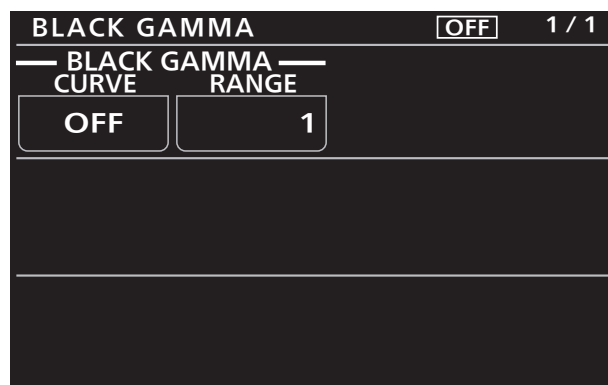 BLACK GAMMA OFF 1/1
BLACK GAMMA
CURVE RANGE
OFF 1